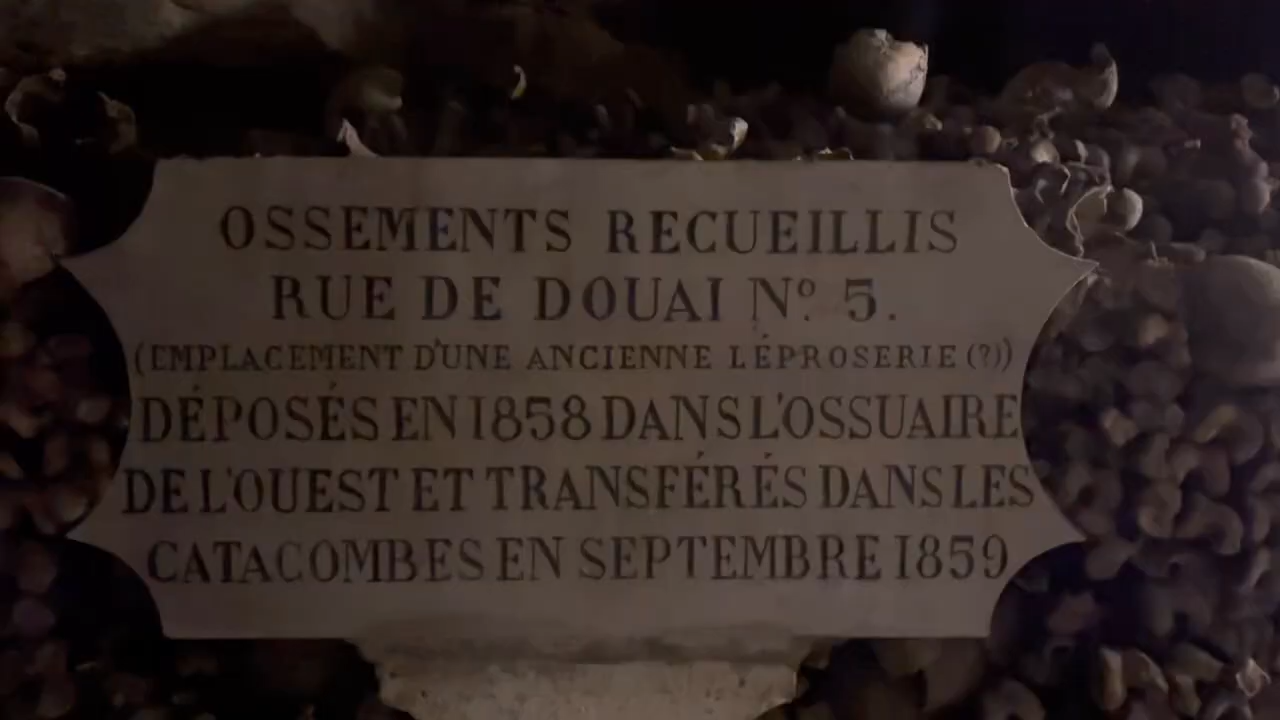 OSSEMENTS RECUEILLIS
RUE DE DOUAI Nº. 5.
(EMPLACEMENT D'UNE ANCIENNE LÉPROSERIE (?))
DÉPOSÉS EN 1858 DANS L'OSSUAIRE
DE L'OUEST ET TRANSFÉRÉS DANS LES
CATACOMBES EN SEPTEMBRE 1859